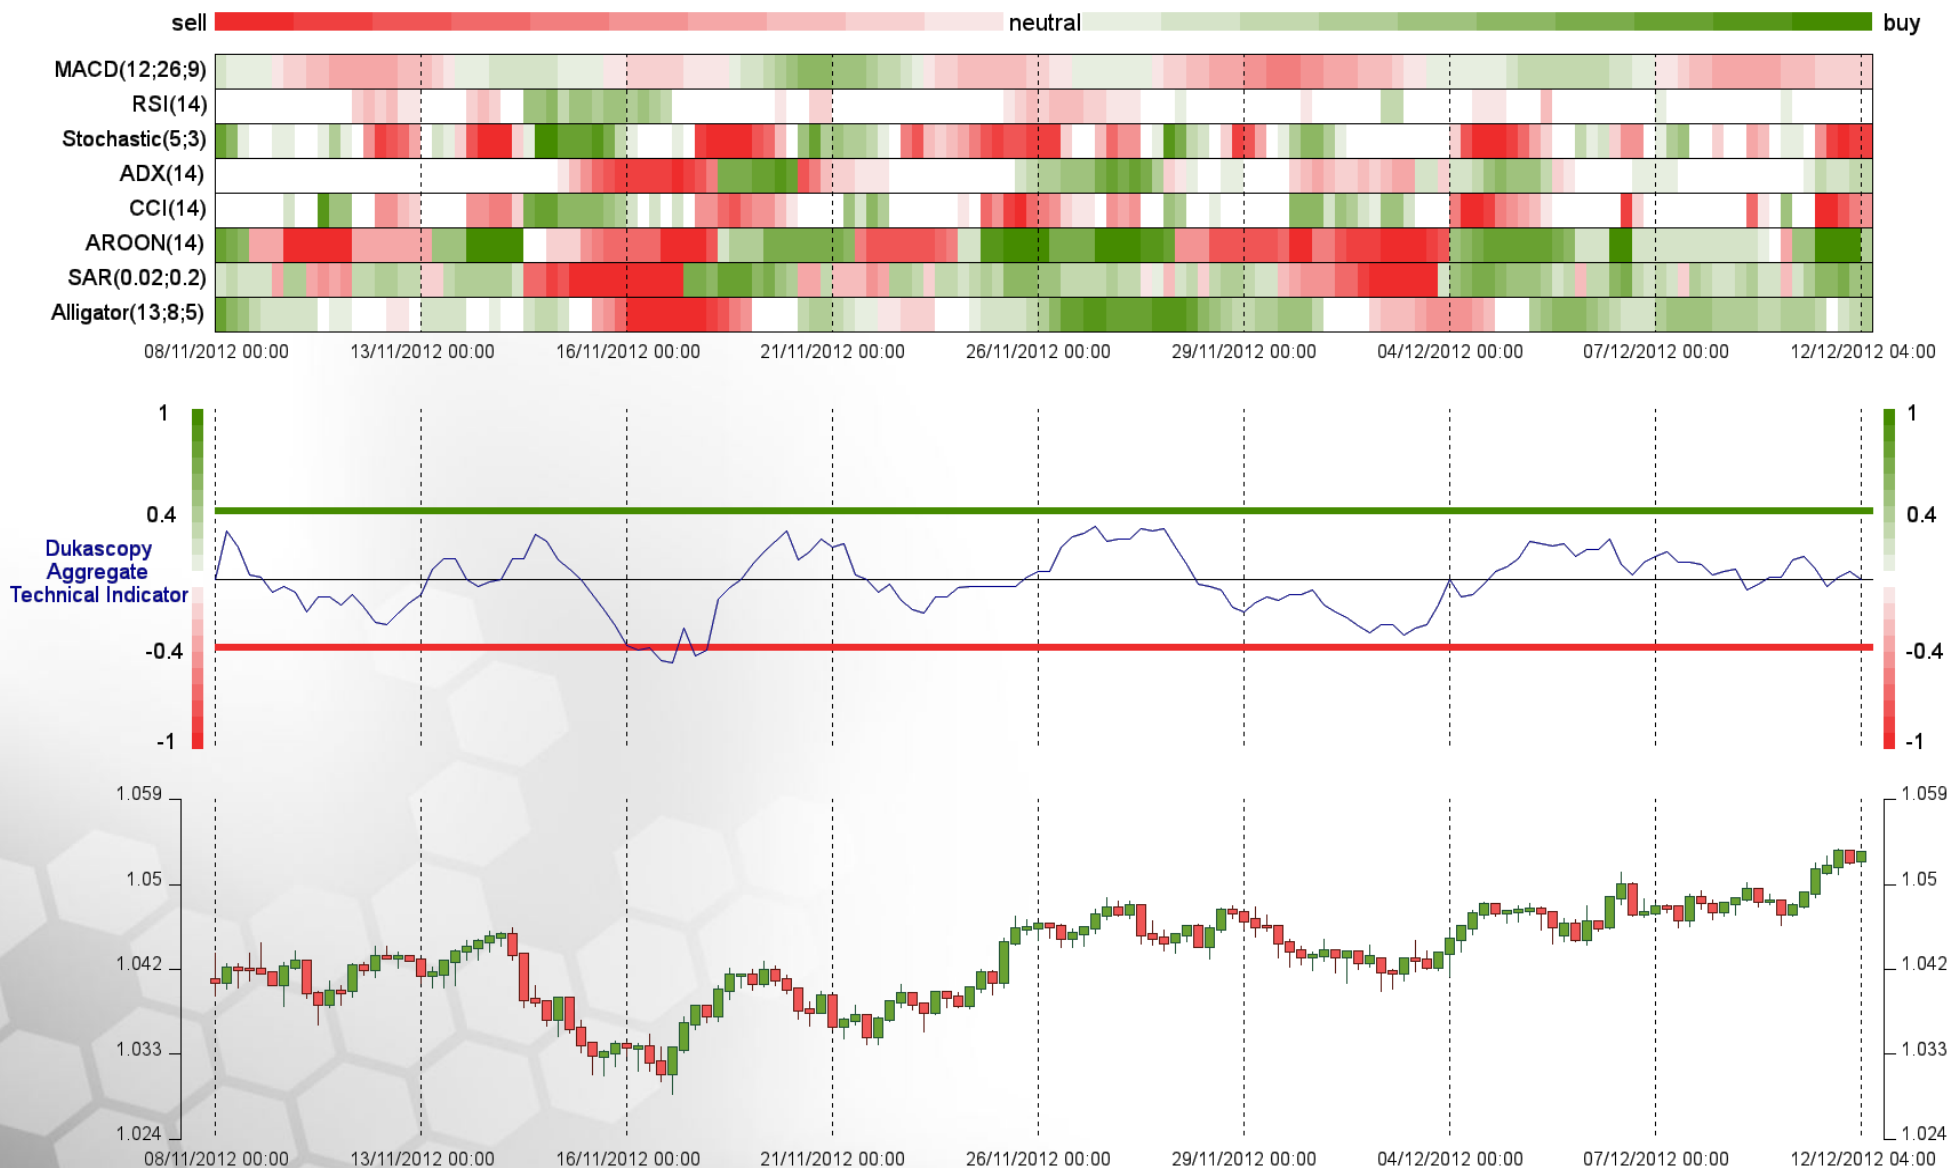 sell neutral buy
MACD(12;26;9)
RSI(14)
Stochastic(5;3)
ADX(14)
CCI(14)
AROON(14)
SAR(0.02;0.2)
Alligator(13;8;5)
08/11/2012 00:00 13/11/2012 00:00 16/11/2012 00:00 21/11/2012 00:00 26/11/2012 00:00 29/11/2012 00:00 04/12/2012 00:00 07/12/2012 00:00 12/12/2012 04:00
1 1
0.4 0.4
Dukascopy
Aggregate
Technical Indicator
-0.4 -0.4
-1 -1
1.059 1.059
1.05 1.05
1.042 1.042
1.033 1.033
1.024 1.024
08/11/2012 00:00 13/11/2012 00:00 16/11/2012 00:00 21/11/2012 00:00 26/11/2012 00:00 29/11/2012 00:00 04/12/2012 00:00 07/12/2012 00:00 12/12/2012 04:00